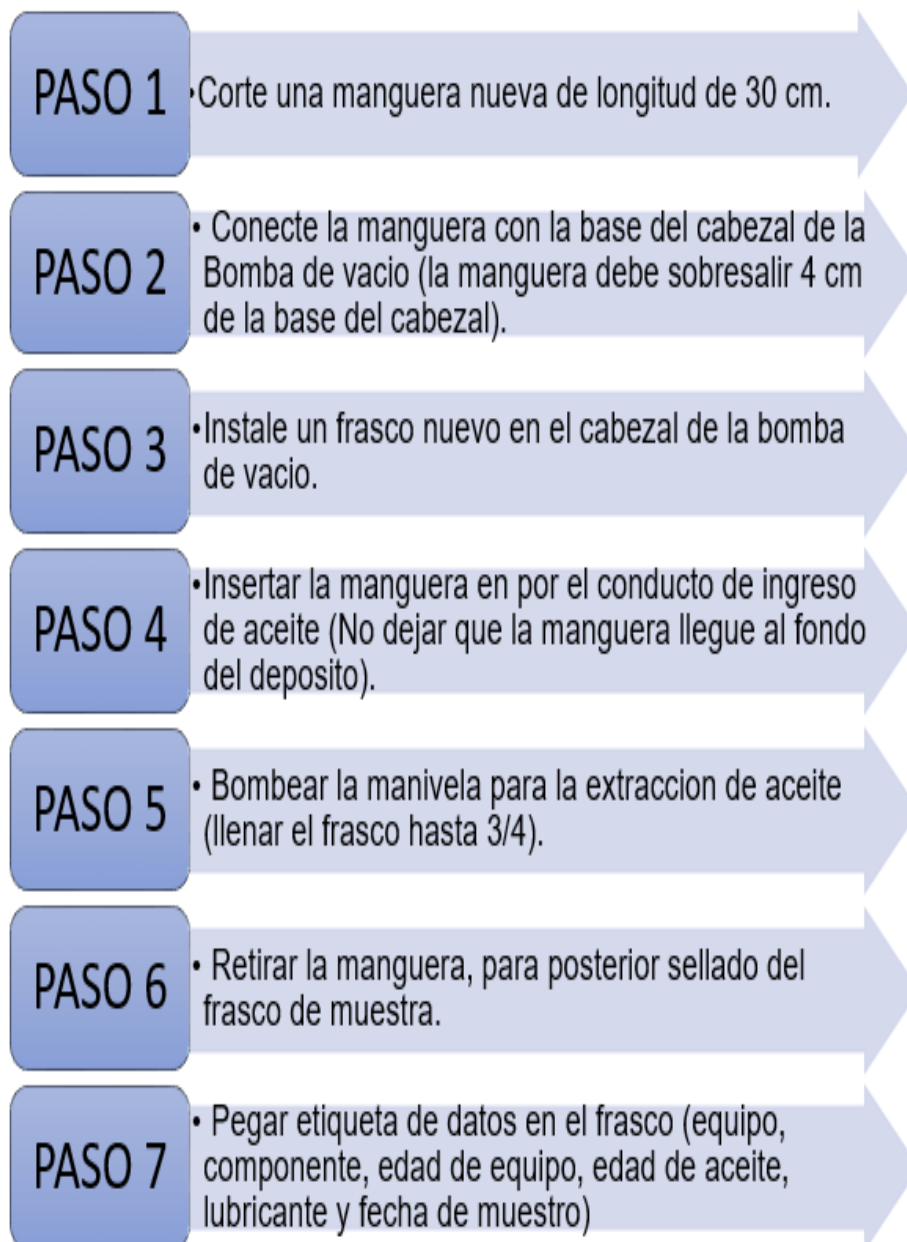 PASO 1
•Corte una manguera nueva de longitud de 30 cm.
PASO 2
• Conecte la manguera con la base del cabezal de la
Bomba de vacio (la manguera debe sobresalir 4 cm
de la base del cabezal).
PASO 3
•Instale un frasco nuevo en el cabezal de la bomba
de vacio.
PASO 4
•Insertar la manguera en por el conducto de ingreso
de aceite (No dejar que la manguera llegue al fondo
del deposito).
PASO 5
• Bombear la manivela para la extraccion de aceite
(llenar el frasco hasta 3/4).
PASO 6
• Retirar la manguera, para posterior sellado del
frasco de muestra.
PASO 7
• Pegar etiqueta de datos en el frasco (equipo,
componente, edad de equipo, edad de aceite,
lubricante y fecha de muestro)